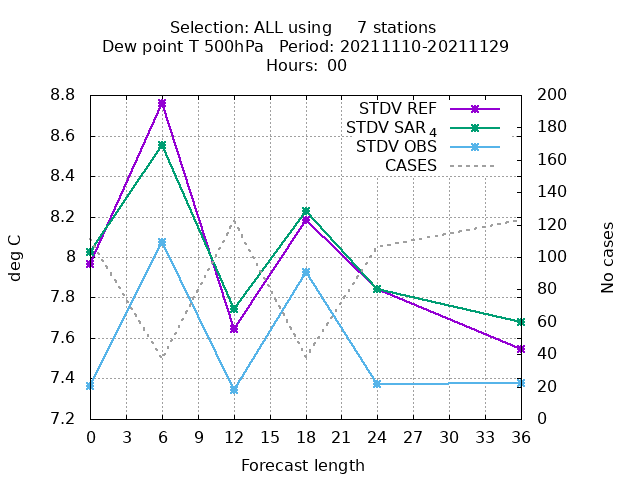 Selection: ALL using     7 stations
Dew point T 500hPa   Period: 20211110-20211129
Hours: 00
STDV REF
STDV SAR4
STDV OBS
CASES
8.8
8.6
8.4
8.2
8
7.8
7.6
7.4
7.2
deg C
200
180
160
140
120
100
80
60
40
20
0
No cases
0 3 6 9 12 15 18 21 24 27 30 33 36
Forecast length